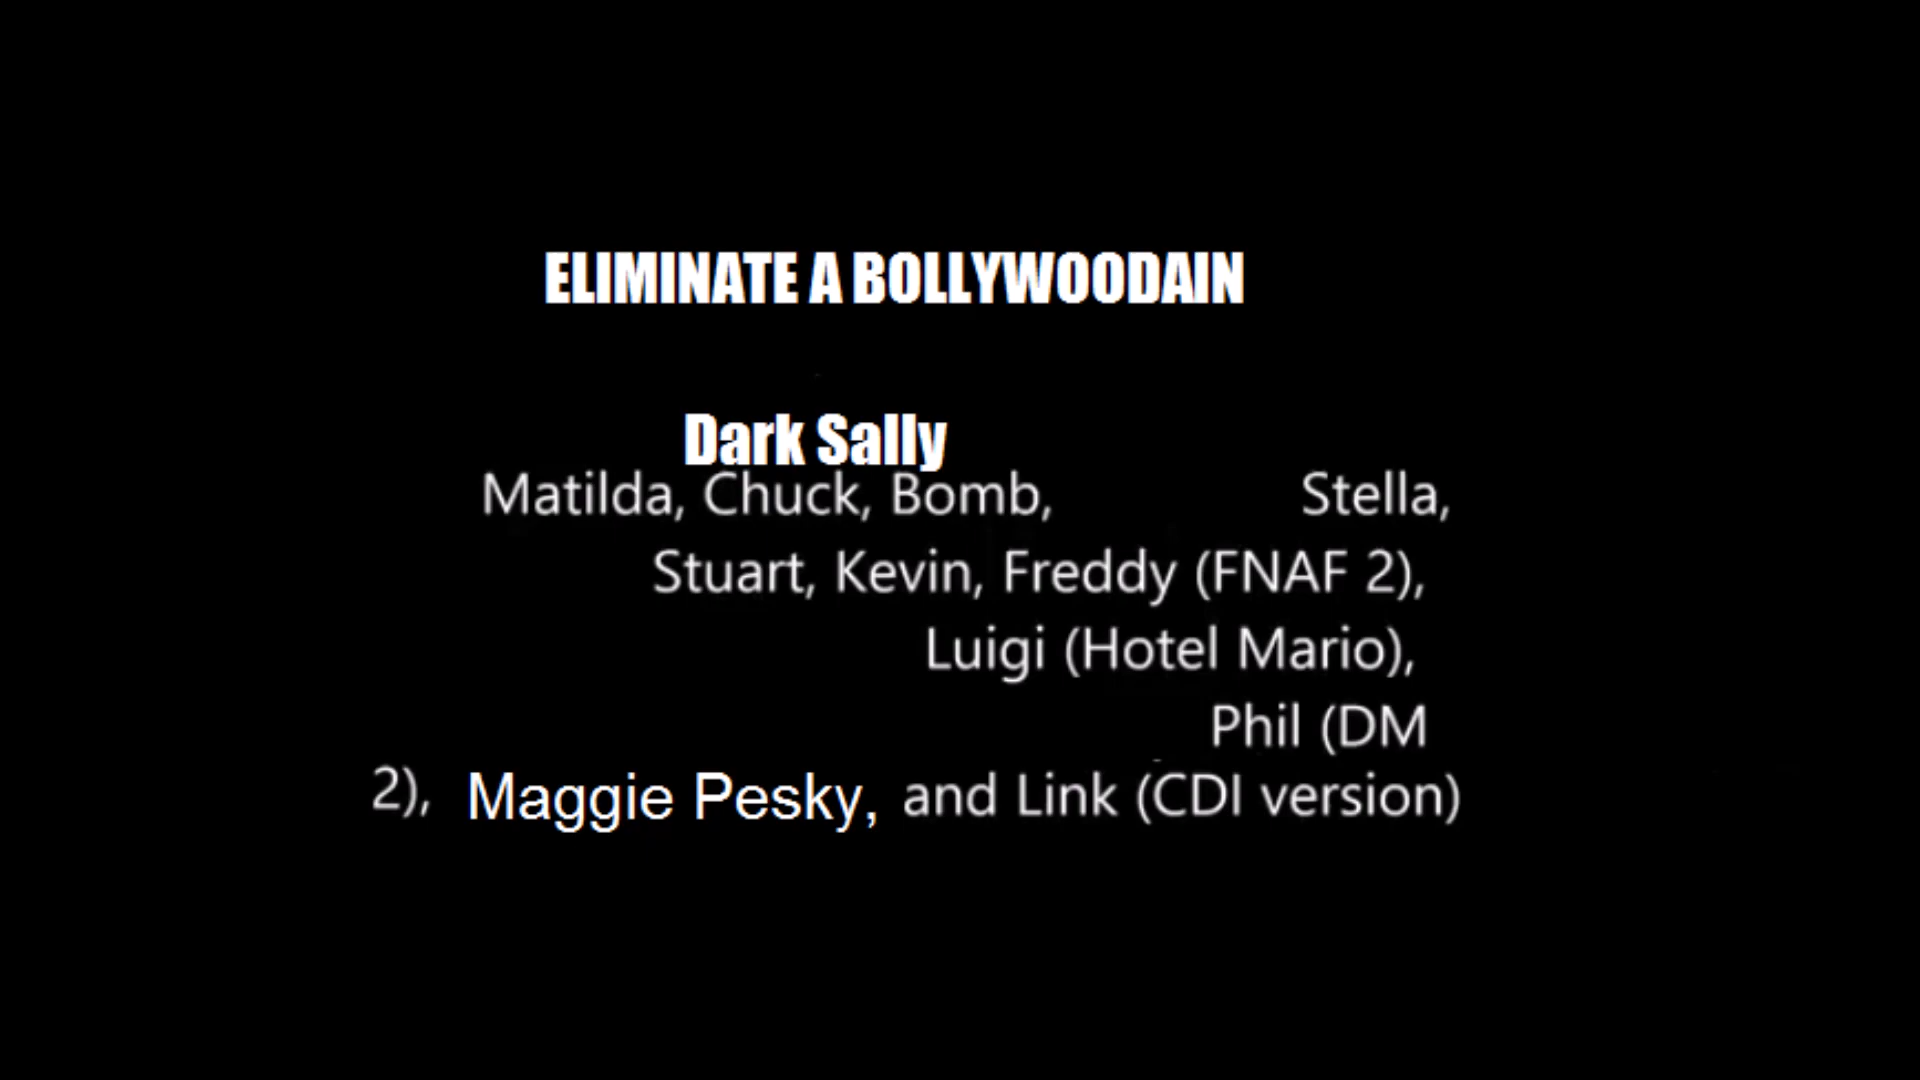 ELIMINATE A BOLLYWOODAIN
Dark Sally
Matilda, Chuck, Bomb, Stella,
Stuart, Kevin, Freddy (FNAF 2),
Luigi (Hotel Mario),
Phil (DM
2), Maggie Pesky, and Link (CDI version)